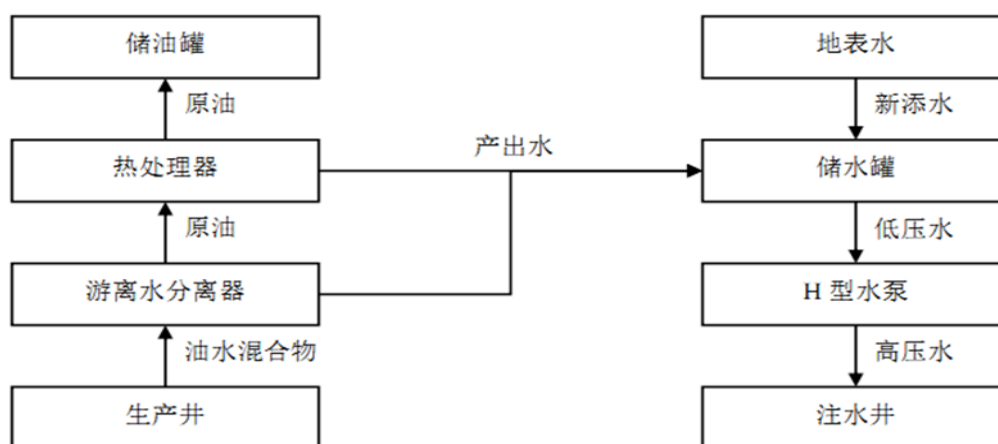 储油罐
地表水
原油
新添水
产出水
热处理器
储水罐
原油
低压水
游离水分离器
H 型水泵
油水混合物
高压水
生产井
注水井